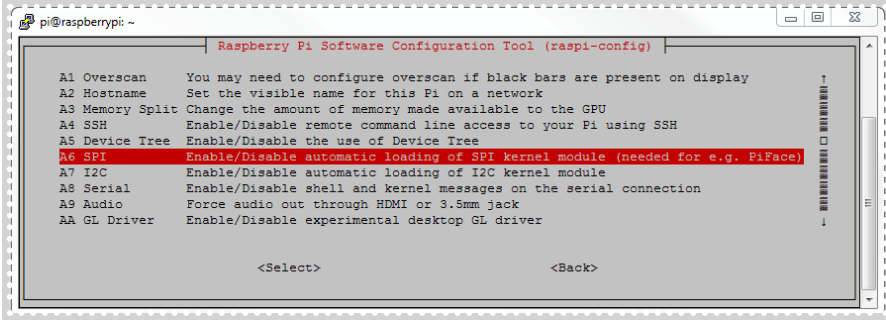 pi@raspberrypi: ~
Raspberry Pi Software Configuration Tool (raspi-config)
A1 Overscan You may need to configure overscan if black bars are present on display
A2 Hostname Set the visible name for this Pi on a network
A3 Memory Split Change the amount of memory made available to the GPU
A4 SSH Enable/Disable remote command line access to your Pi using SSH
A5 Device Tree Enable/Disable the use of Device Tree
A6 SPI Enable/Disable automatic loading of SPI kernel module (needed for e.g. PiFace)
A7 I2C Enable/Disable automatic loading of I2C kernel module
A8 Serial Enable/Disable shell and kernel messages on the serial connection
A9 Audio Force audio out through HDMI or 3.5mm jack
AA GL Driver Enable/Disable experimental desktop GL driver
<Select> <Back>